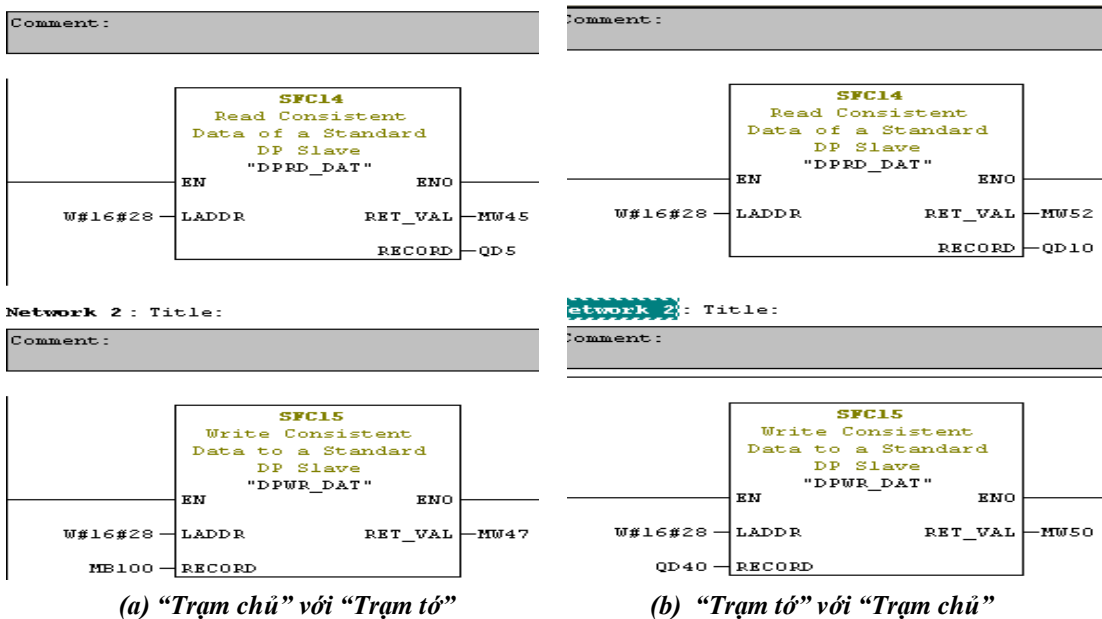 Comment:
SFC14
Read Consistent
Data of a Standard
DP Slave
"DPRD_DAT"
EN ENO
W#16#28 LADDR RET_VAL MW45
RECORD QD5
Network 2 : Title:
Comment:
SFC15
Write Consistent
Data to a Standard
DP Slave
"DPWR_DAT"
EN ENO
W#16#28 LADDR RET_VAL MW47
MB100 RECORD
(a) “Trạm chủ” với “Trạm tớ”
omment:
SFC14
Read Consistent
Data of a Standard
DP Slave
"DPRD_DAT"
EN ENO
W#16#28 LADDR RET_VAL MW52
RECORD QD10
etwork 2: Title:
omment:
SFC15
Write Consistent
Data to a Standard
DP Slave
"DPWR_DAT"
EN ENO
W#16#28 LADDR RET_VAL MW50
QD40 RECORD
(b) “Trạm tớ” với “Trạm chủ”